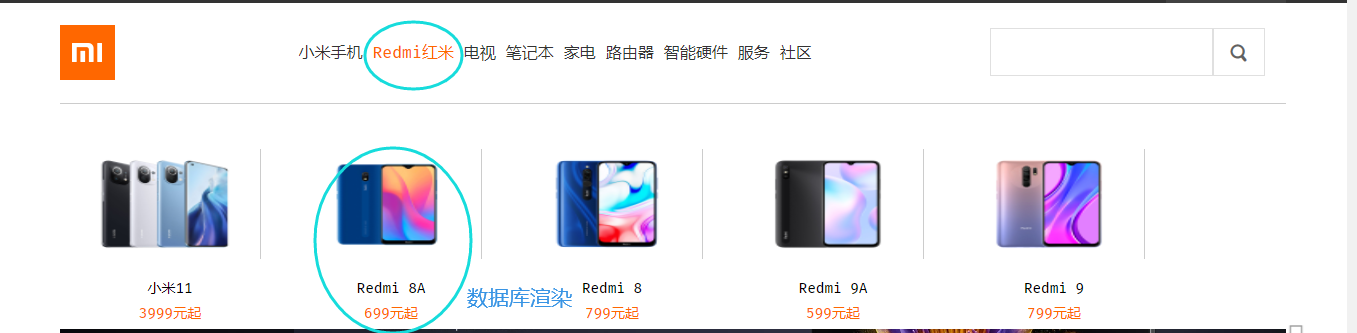 小米手机 Redmi红米 电视 笔记本 家电 路由器 智能硬件 服务 社区
小米11
3999元起
Redmi 8A
699元起
数据库渲染
Redmi 8
799元起
Redmi 9A
599元起
Redmi 9
799元起